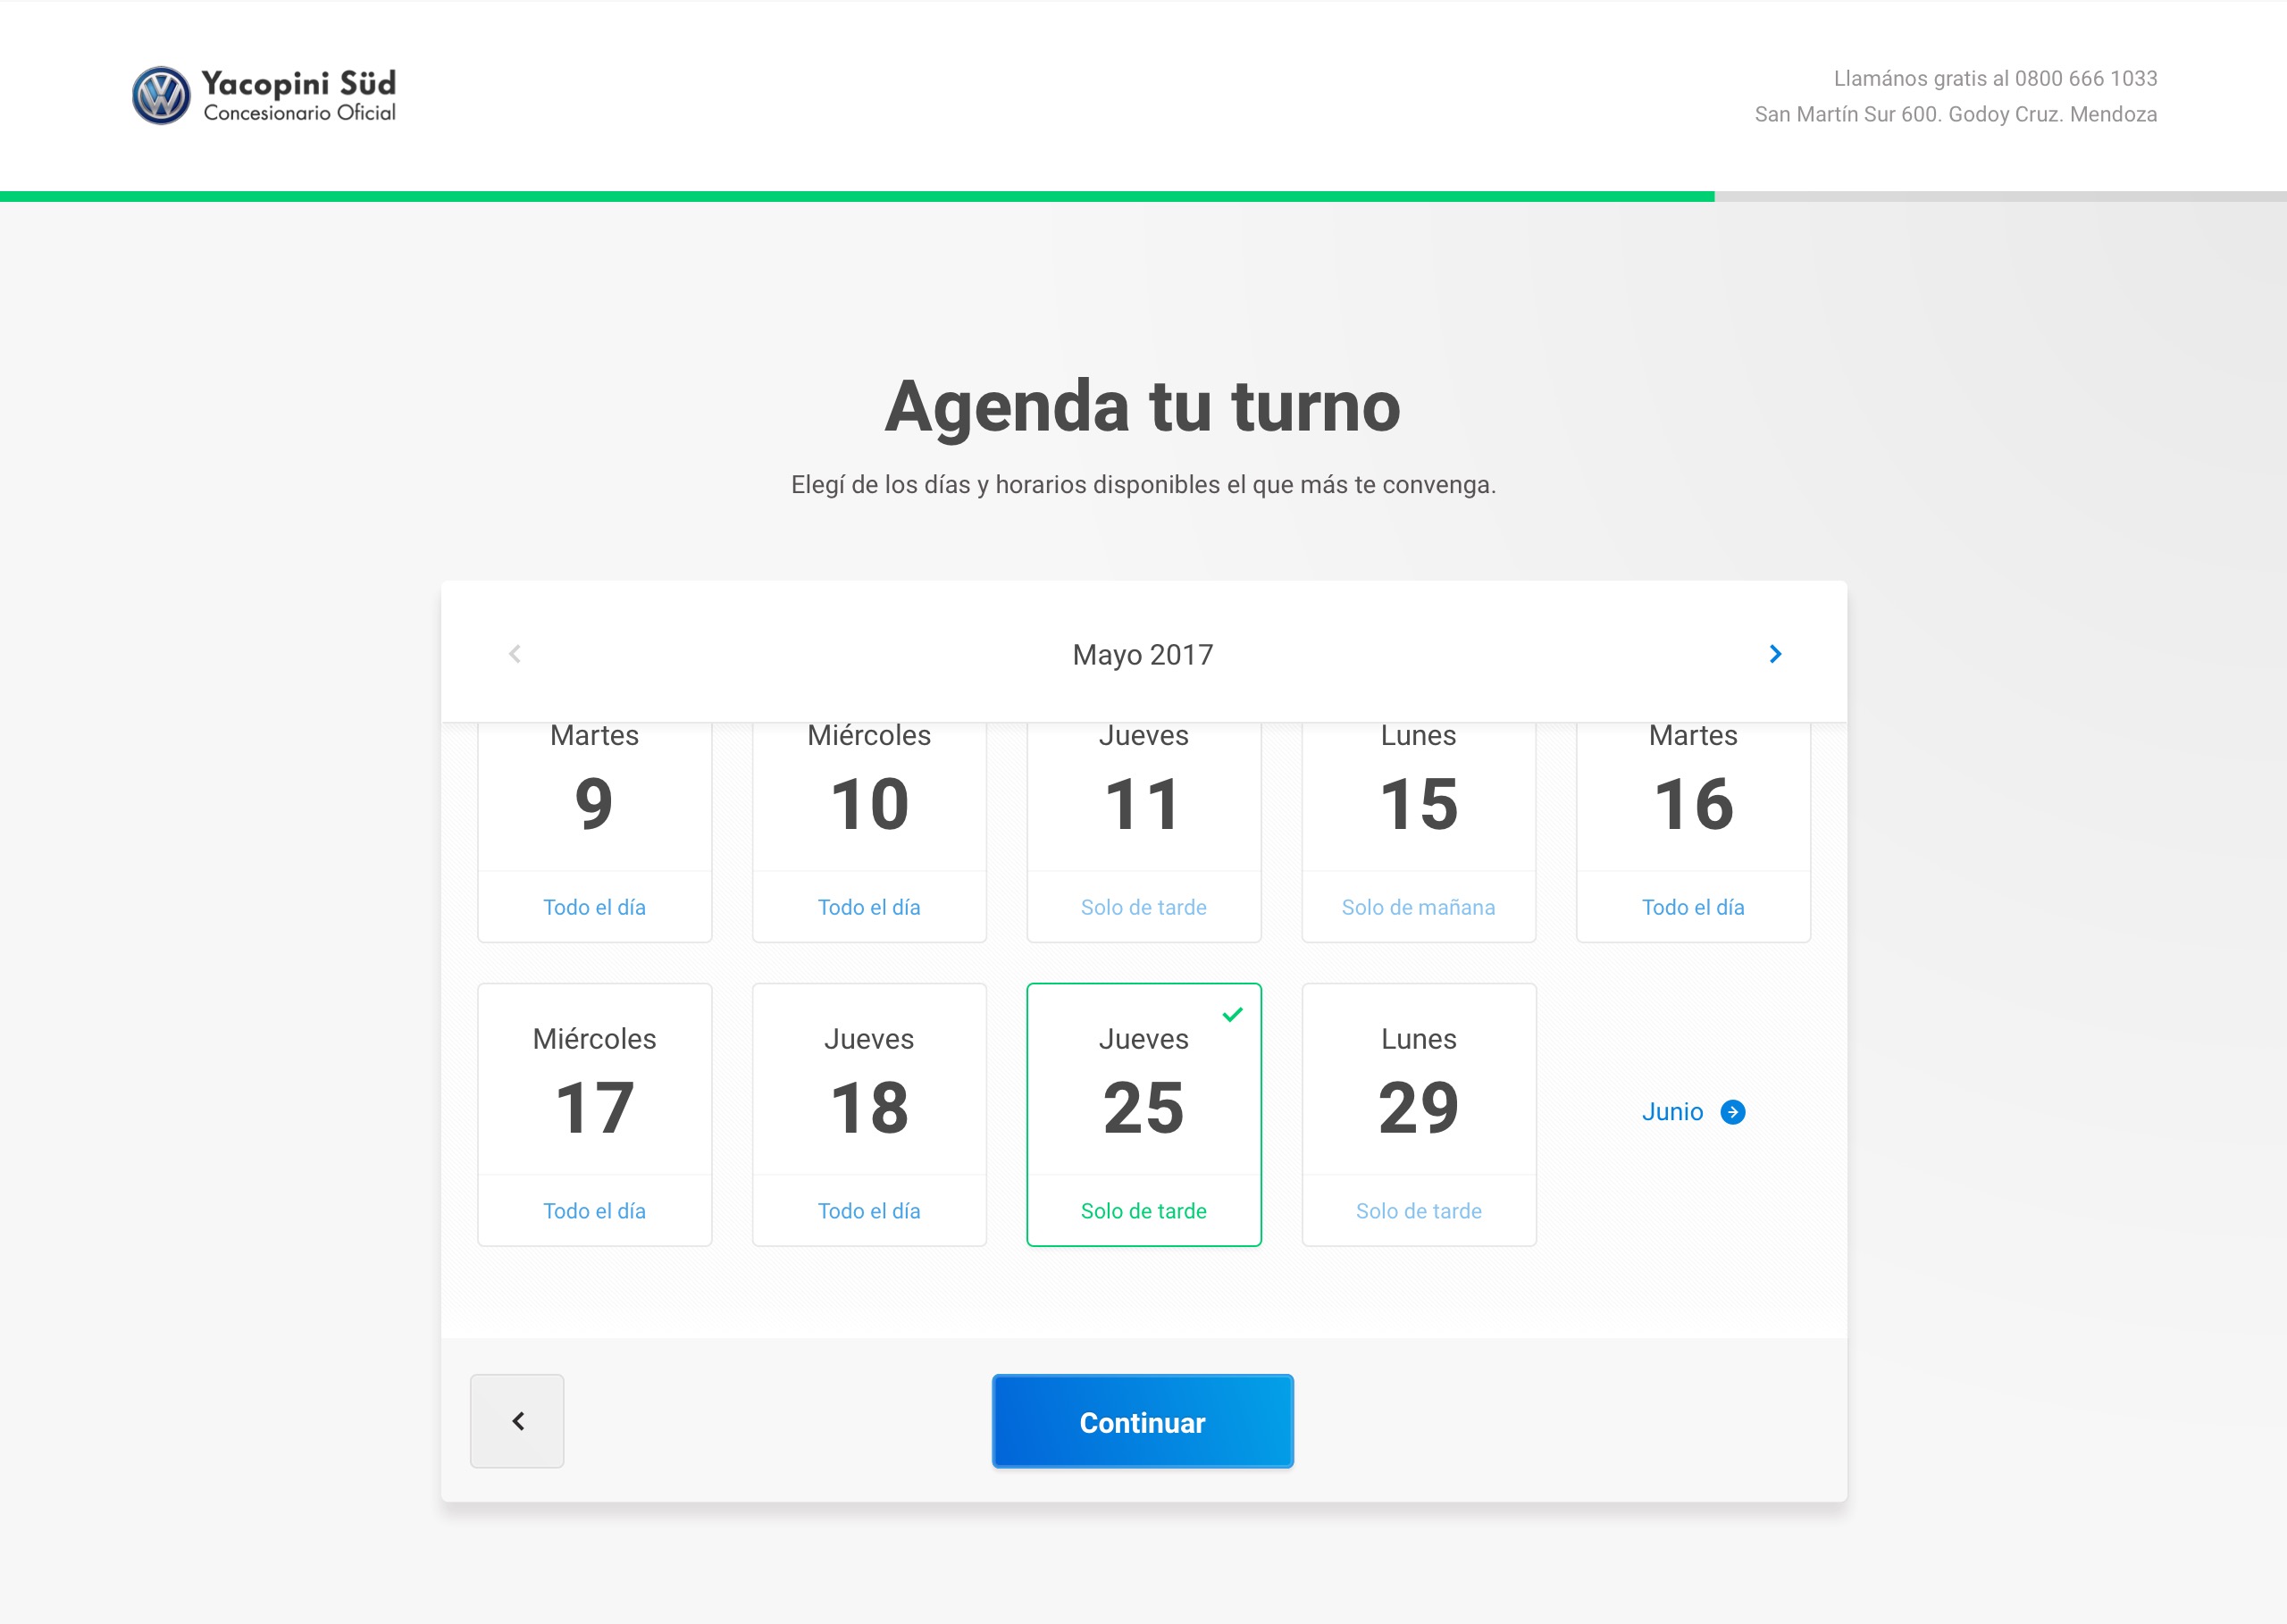 Yacopini Süd
Concesionario Oficial
Llamános gratis al 0800 666 1033
San Martín Sur 600. Godoy Cruz. Mendoza
Agenda tu turno
Elegí de los días y horarios disponibles el que más te convenga.
Mayo 2017
Martes
9
Todo el día
Miércoles
10
Todo el día
Jueves
11
Solo de tarde
Lunes
15
Solo de mañana
Martes
16
Todo el día
Miércoles
17
Todo el día
Jueves
18
Todo el día
Jueves
25
Solo de tarde
Lunes
29
Solo de tarde
Junio
Continuar